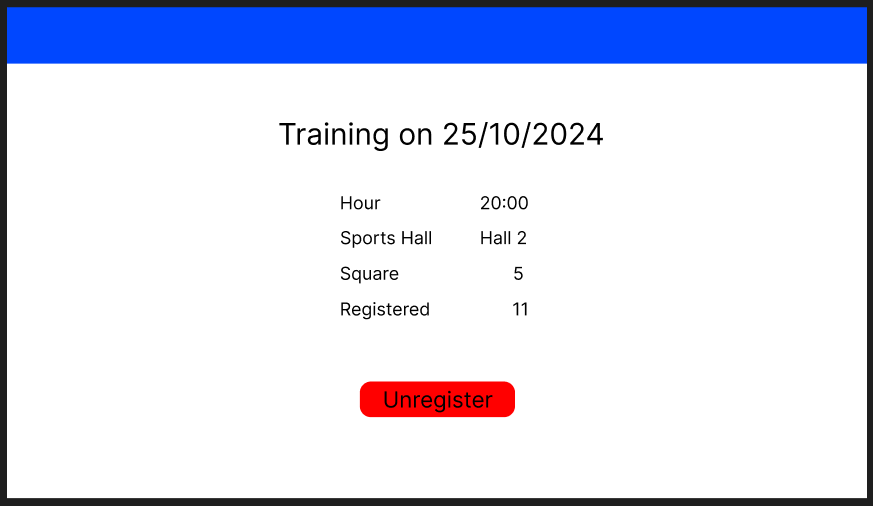 Training on 25/10/2024
Hour 20:00
Sports Hall Hall 2
Square 5
Registered 11
Unregister